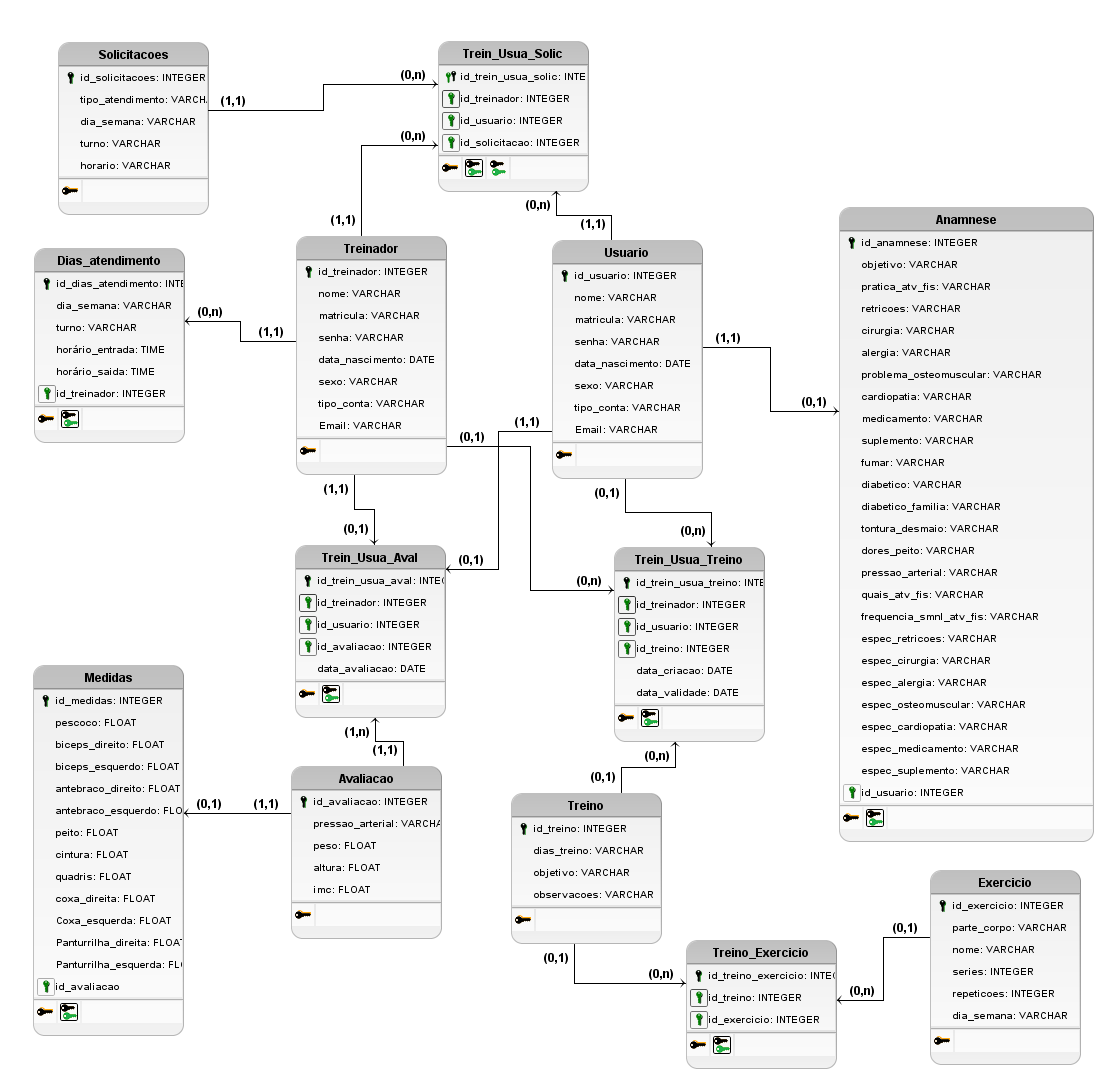 Solicitacoes
id_solicitacoes: INTEGER
tipo_atendimento: VARCH
dia_semana: VARCHAR
turno: VARCHAR
horario: VARCHAR
(1,1)
(0,n)
Trein_Usua_Solic
id_trein_usua_solic: INTE
id_treinador: INTEGER
id_usuario: INTEGER
id_solicitacao: INTEGER
(0,n)
(1,1)
(0,n)
(1,1)
Dias_atendimento
id_dias_atendimento: INTE
dia_semana: VARCHAR
turno: VARCHAR
horário_entrada: TIME
horário_saida: TIME
id_treinador: INTEGER
(0,n)
(1,1)
Treinador
id_treinador: INTEGER
nome: VARCHAR
matricula: VARCHAR
senha: VARCHAR
data_nascimento: DATE
sexo: VARCHAR
tipo_conta: VARCHAR
Email: VARCHAR
Usuario
id_usuario: INTEGER
nome: VARCHAR
matricula: VARCHAR
senha: VARCHAR
data_nascimento: DATE
sexo: VARCHAR
tipo_conta: VARCHAR
Email: VARCHAR
(1,1)
(0,1)
Anamnese
id_anamnese: INTEGER
objetivo: VARCHAR
pratica_atv_fis: VARCHAR
retricoes: VARCHAR
cirurgia: VARCHAR
alergia: VARCHAR
problema_osteomuscular: VARCHAR
cardiopatia: VARCHAR
medicamento: VARCHAR
suplemento: VARCHAR
fumar: VARCHAR
diabetico: VARCHAR
diabetico_familia: VARCHAR
tontura_desmaio: VARCHAR
dores_peito: VARCHAR
pressao_arterial: VARCHAR
quais_atv_fis: VARCHAR
frequencia_smnl_atv_fis: VARCHAR
espec_retricoes: VARCHAR
espec_cirurgia: VARCHAR
espec_alergia: VARCHAR
espec_osteomuscular: VARCHAR
espec_cardiopatia: VARCHAR
espec_medicamento: VARCHAR
espec_suplemento: VARCHAR
id_usuario: INTEGER
(0,1)
(1,1)
(1,1)
(0,1)
(0,1)
(0,1)
(0,n)
(0,n)
Trein_Usua_Aval
id_trein_usua_aval: INTEG
id_treinador: INTEGER
id_usuario: INTEGER
id_avaliacao: INTEGER
data_avaliacao: DATE
Trein_Usua_Treino
id_trein_usua_treino: INTE
id_treinador: INTEGER
id_usuario: INTEGER
id_treino: INTEGER
data_criacao: DATE
data_validade: DATE
Medidas
id_medidas: INTEGER
pescoco: FLOAT
biceps_direito: FLOAT
biceps_esquerdo: FLOAT
antebraco_direito: FLOAT
antebraco_esquerdo: FLO
peito: FLOAT
cintura: FLOAT
quadris: FLOAT
coxa_direita: FLOAT
Coxa_esquerda: FLOAT
Panturrilha_direita: FLOA
Panturrilha_esquerda: FL
id_avaliacao
(0,1)
(1,1)
(1,n)
(1,1)
Avaliacao
id_avaliacao: INTEGER
pressao_arterial: VARCHA
peso: FLOAT
altura: FLOAT
imc: FLOAT
(0,n)
(0,1)
Treino
id_treino: INTEGER
dias_treino: VARCHAR
objetivo: VARCHAR
observacoes: VARCHAR
(0,1)
(0,n)
Treino_Exercicio
id_treino_exercicio: INTEG
id_treino: INTEGER
id_exercicio: INTEGER
(0,n)
(0,1)
Exercicio
id_exercicio: INTEGER
parte_corpo: VARCHAR
nome: VARCHAR
series: INTEGER
repeticoes: INTEGER
dia_semana: VARCHAR